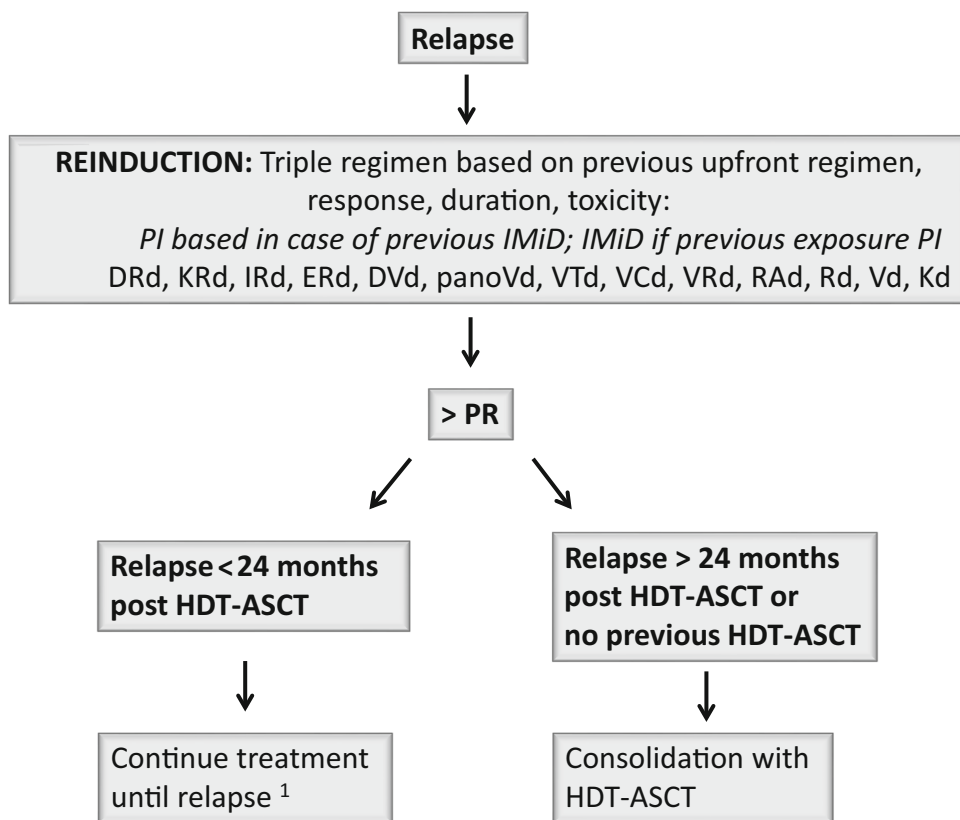 Relapse
REINDUCTION: Triple regimen based on previous upfront regimen,
response, duration, toxicity:
PI based in case of previous IMiD; IMiD if previous exposure PI
DRd, KRd, IRd, ERd, DVd, panoVd, VTd, VCd, VRd, RAd, Rd, Vd, Kd
> PR
Relapse < 24 months
post HDT-ASCT
Relapse > 24 months
post HDT-ASCT or
no previous HDT-ASCT
Continue treatment
until relapse ¹
Consolidation with
HDT-ASCT